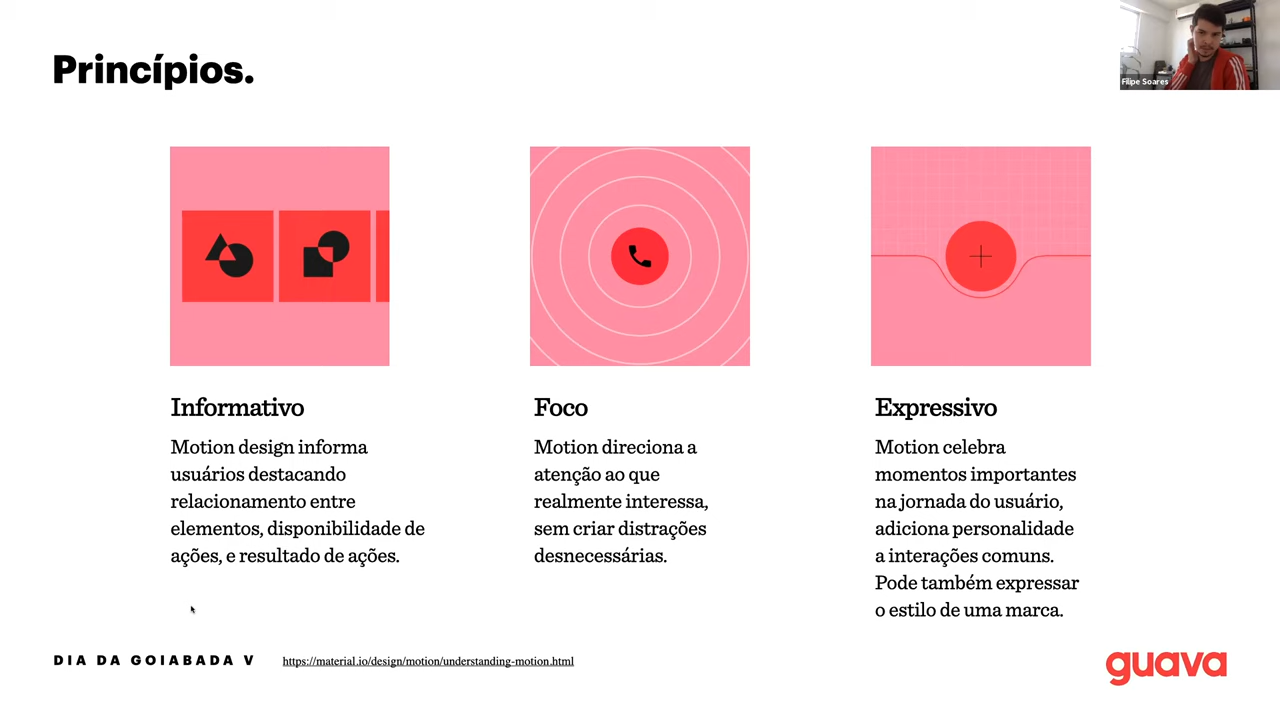 Princípios.
Filipe Soares
Informativo
Motion design informa
usuários destacando
relacionamento entre
elementos, disponibilidade de
ações, e resultado de ações.
Foco
Motion direciona a
atenção ao que
realmente interessa,
sem criar distrações
desnecessárias.
Expressivo
Motion celebra
momentos importantes
na jornada do usuário,
adiciona personalidade
a interações comuns.
Pode também expressar
o estilo de uma marca.
DIA DA GOIABADA V
https://material.io/design/motion/understanding-motion.html
guava